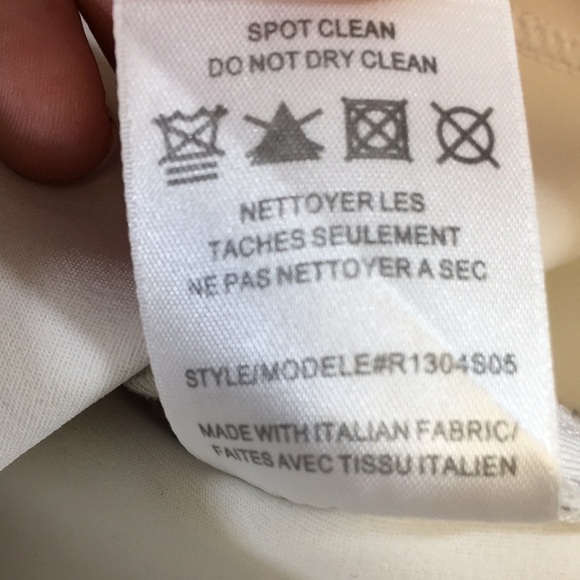 SPOT CLEAN
DO NOT DRY CLEAN
NETTOYER LES
TACHES SEULEMENT
NE PAS NETTOYER A SEC
STYLE/MODELE#R1304S05
MADE WITH ITALIAN FABRIC/
FAITES AVEC TISSU ITALIEN